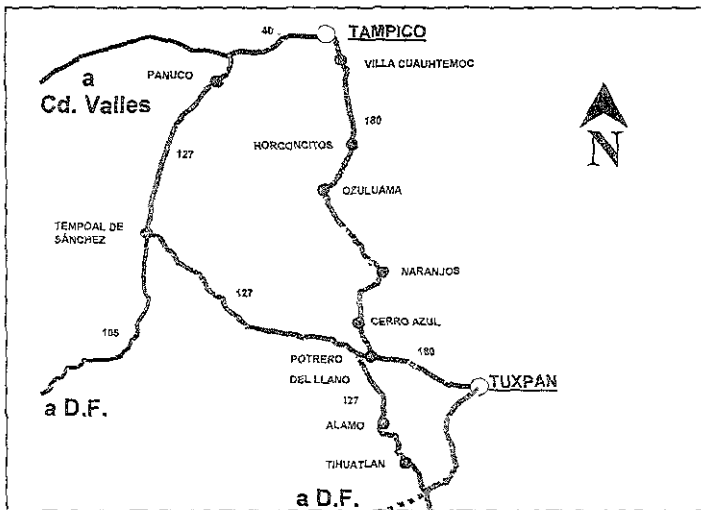 40
TAMPICO
a
Cd. Valles
PANUCO
VILLA CUAUHTEMOC
180
HORCONCITOS
127
N
OZULUAMA
TEMPOAL DE
SÁNCHEZ
NARANJOS
127
CERRO AZUL
105
180
POTRERO
DEL LLANO
TUXPAN
a D.F.
127
ALAMO
TIHUATLAN
a D.F.